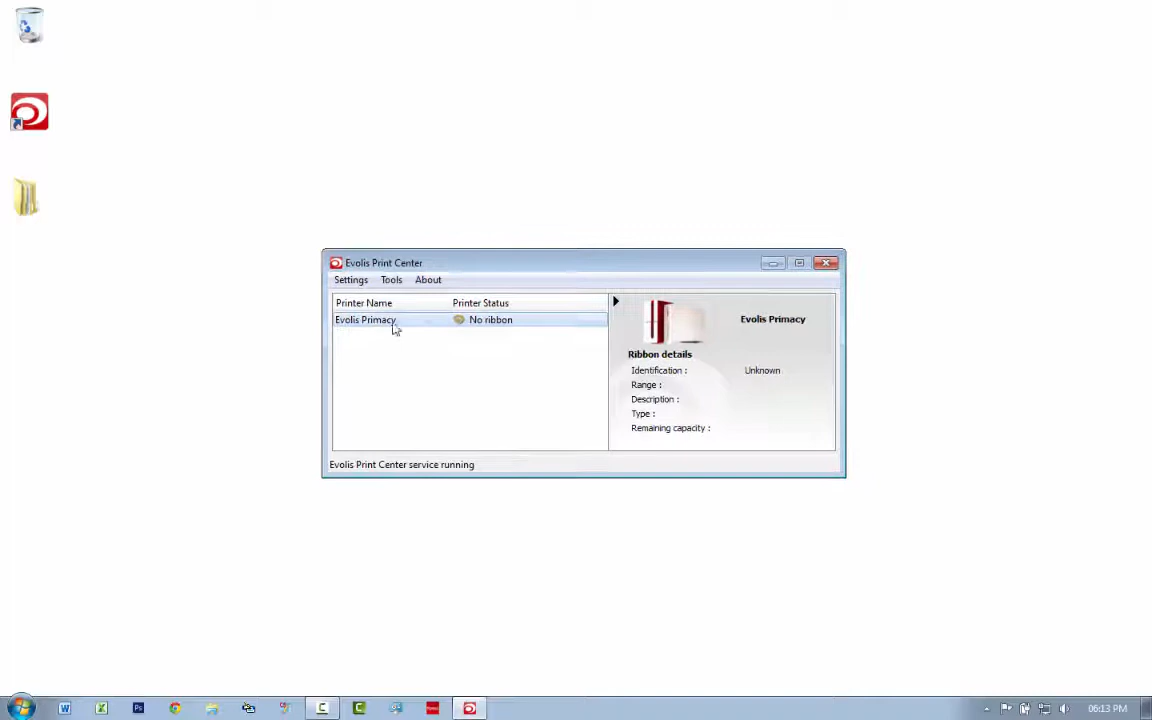 Evolis Print Center
Settings Tools About
Printer Name Printer Status
Evolis Primacy No ribbon
Evolis Primacy
Ribbon details
Identification : Unknown
Range :
Description :
Type :
Remaining capacity :
Evolis Print Center service running
06:13 PM